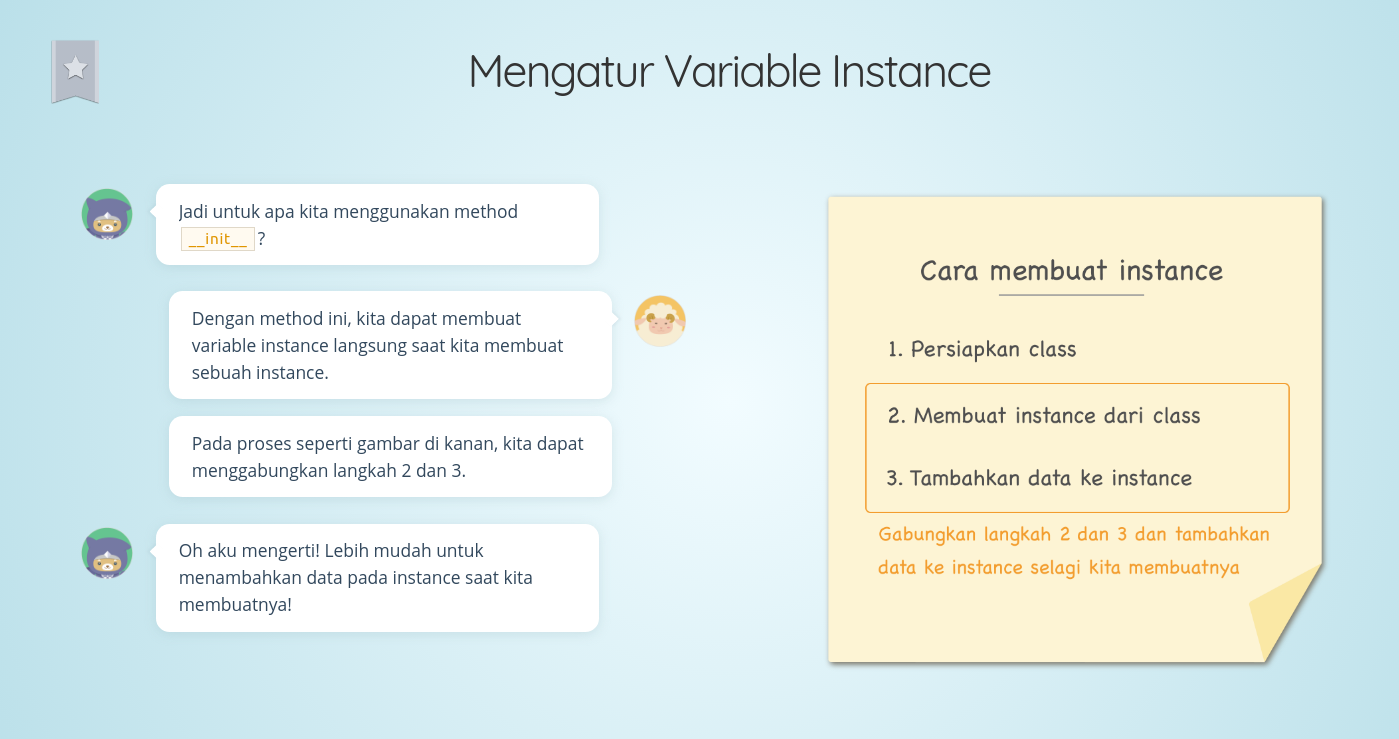 Mengatur Variable Instance
Jadi untuk apa kita menggunakan method
__init__ ?
Dengan method ini, kita dapat membuat
variable instance langsung saat kita membuat
sebuah instance.
Pada proses seperti gambar di kanan, kita dapat
menggabungkan langkah 2 dan 3.
Oh aku mengerti! Lebih mudah untuk
menambahkan data pada instance saat kita
membuatnya!
Cara membuat instance
1. Persiapkan class
2. Membuat instance dari class
3. Tambahkan data ke instance
Gabungkan langkah 2 dan 3 dan tambahkan
data ke instance selagi kita membuatnya